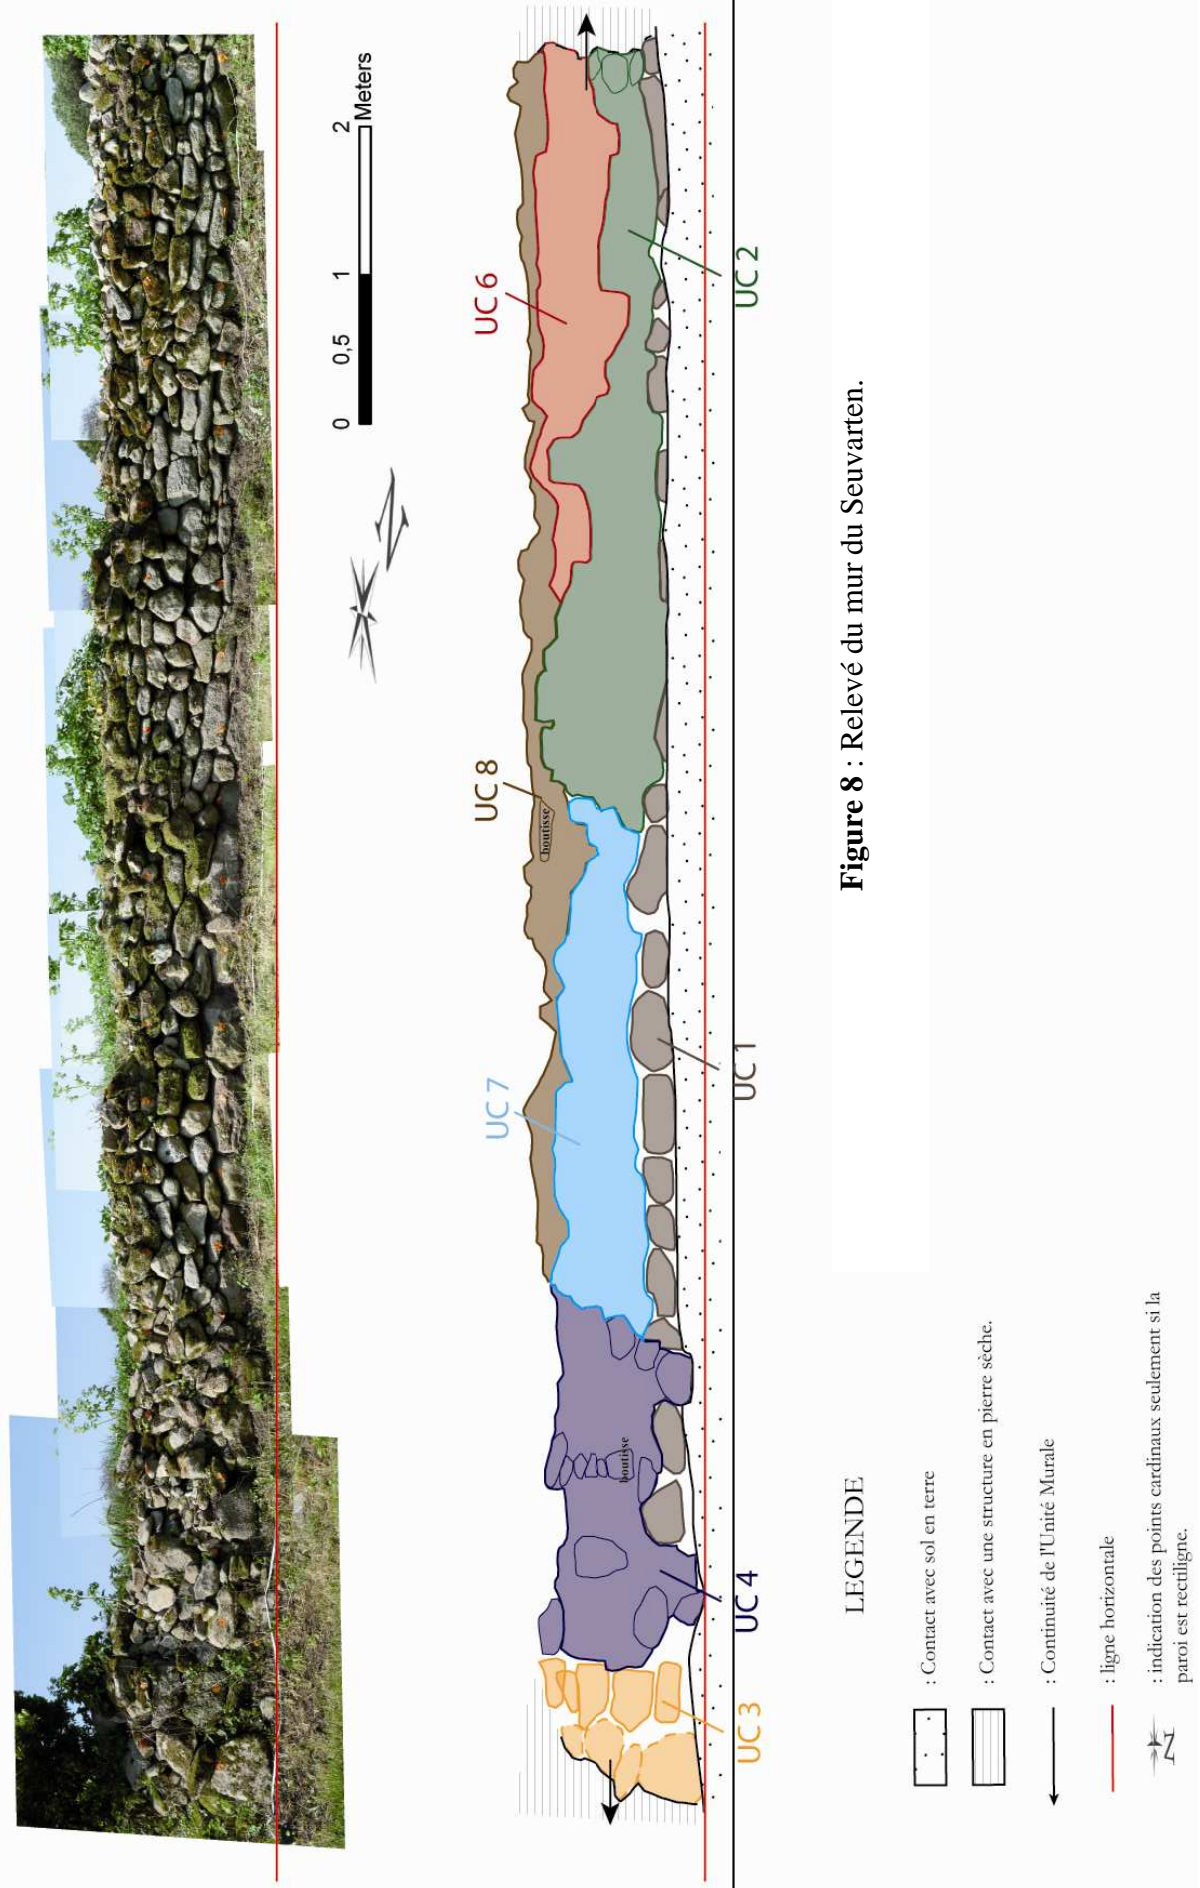 0 0,5 1 2
Meters
UC 7
UC 8
UC 6
boutisse
boutisse
UC 3
UC 4
UC 1
UC 2
Figure 8 : Relevé du mur du Seuvarten.
LEGENDE
: Contact avec sol en terre
: Contact avec une structure en pierre sèche.
: Continuité de l'Unité Murale
: ligne horizontale
N : indication des points cardinaux seulement si la
paroi est rectiligne.
N